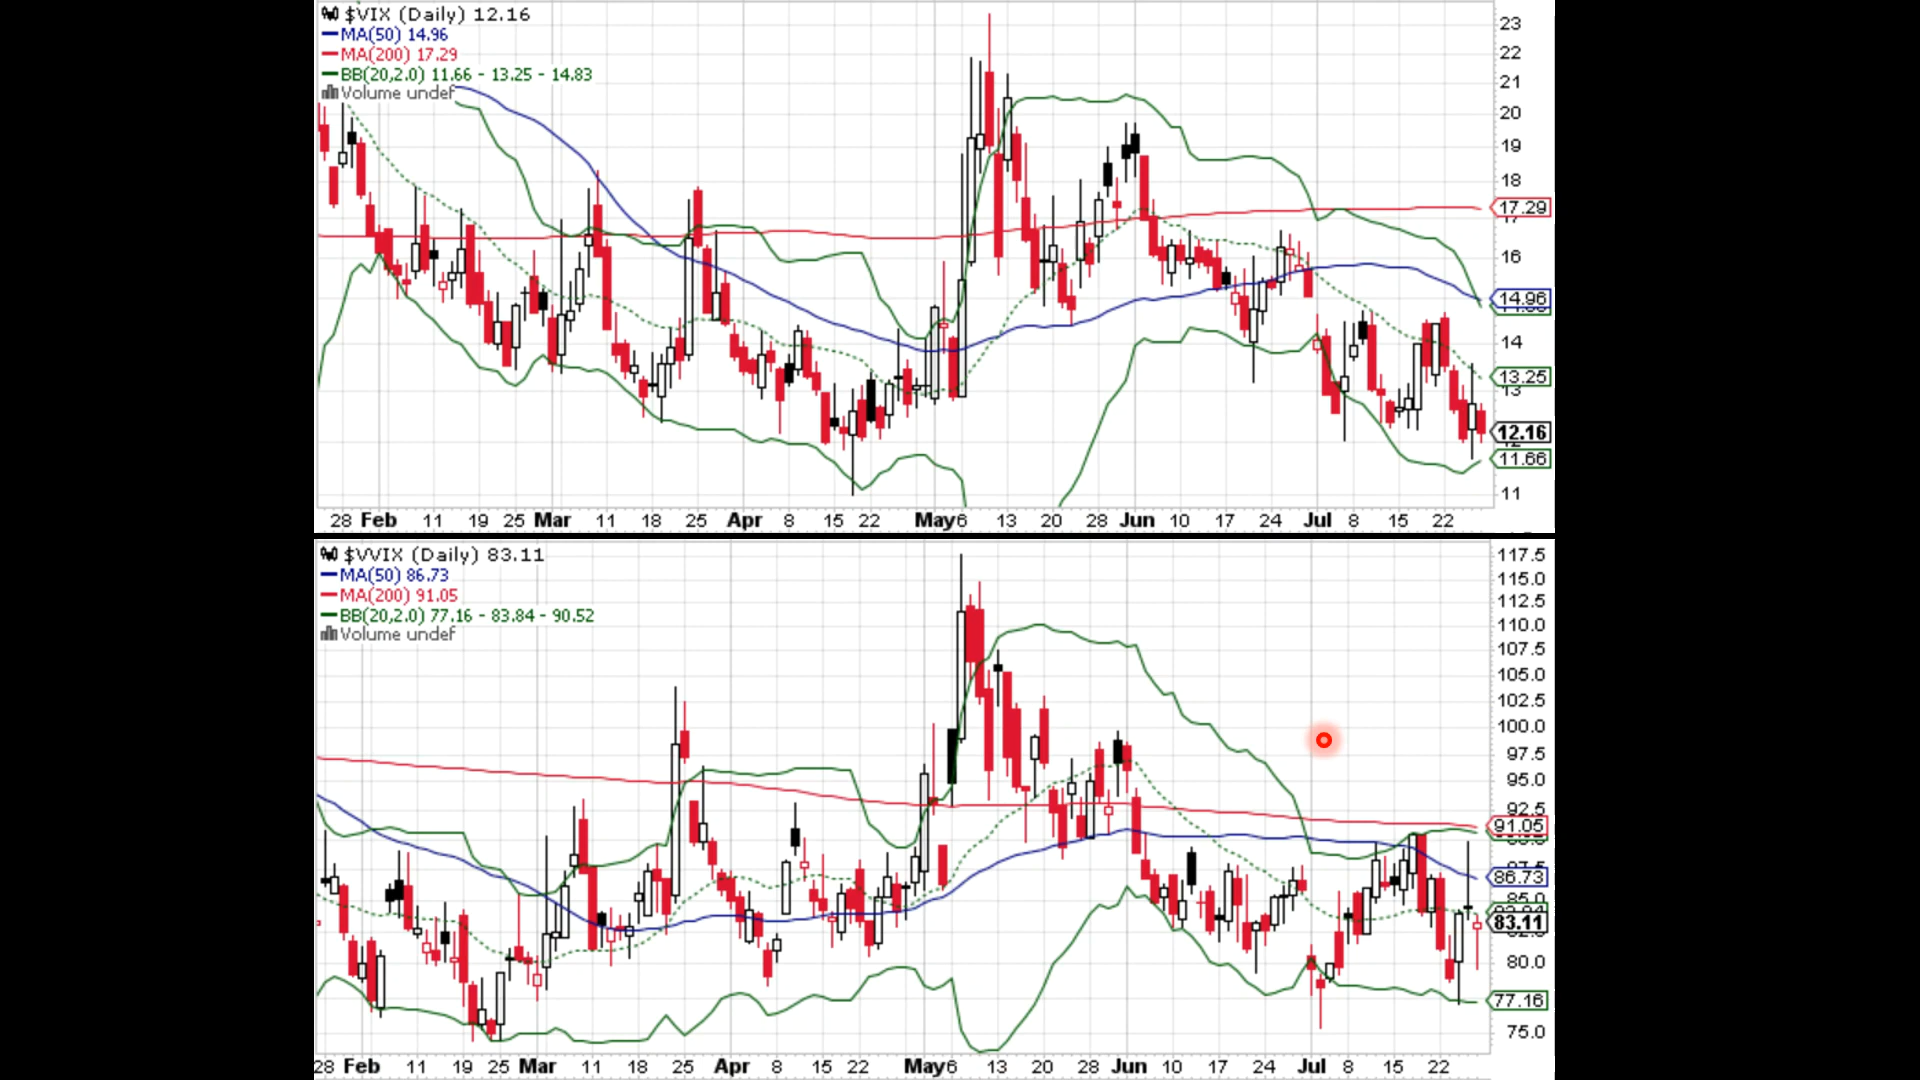 $VIX (Daily) 12.16
MA(50) 14.96
MA(200) 17.29
BB(20,2.0) 11.66 - 13.25 - 14.83
Volume undef
23
22
21
20
19
18
17.29
16
14.96
14
13.25
13
12.16
11.66
11
28 Feb 11 19 25 Mar 11 18 25 Apr 8 15 22 May 6 13 20 28 Jun 10 17 24 Jul 8 15 22
$VVIX (Daily) 83.11
MA(50) 86.73
MA(200) 91.05
BB(20,2.0) 77.16 - 83.84 - 90.52
Volume undef
117.5
115.0
112.5
110.0
107.5
105.0
102.5
100.0
97.5
95.0
92.5
91.05
86.73
83.11
80.0
77.16
75.0
28 Feb 4 11 19 25 Mar 11 18 25 Apr 8 15 22 May 6 13 20 28 Jun 10 17 24 Jul 8 15 22